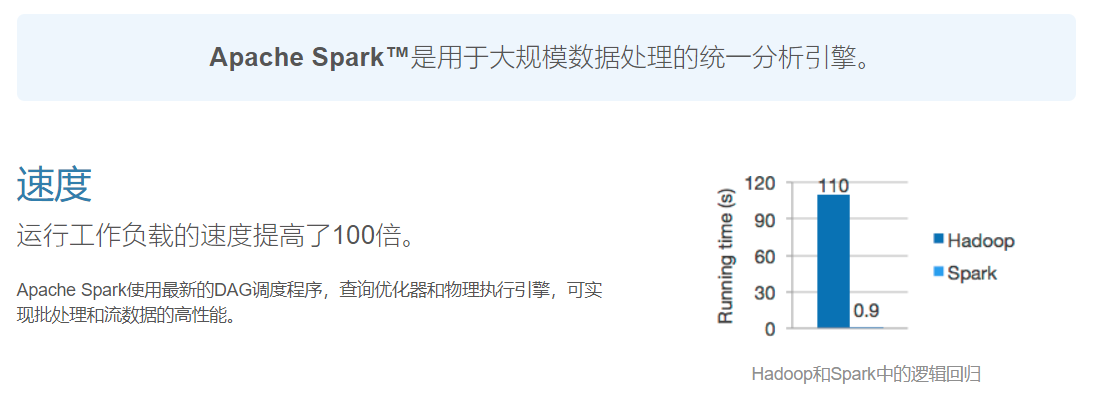 Apache Spark™是用于大规模数据处理的统一分析引擎。
速度
运行工作负载的速度提高了100倍。
Apache Spark使用最新的DAG调度程序，查询优化器和物理执行引擎，可实
现批处理和流数据的高性能。
Running time (s)
120
90
60
30
0
110
0.9
Hadoop
Spark
Hadoop和Spark中的逻辑回归